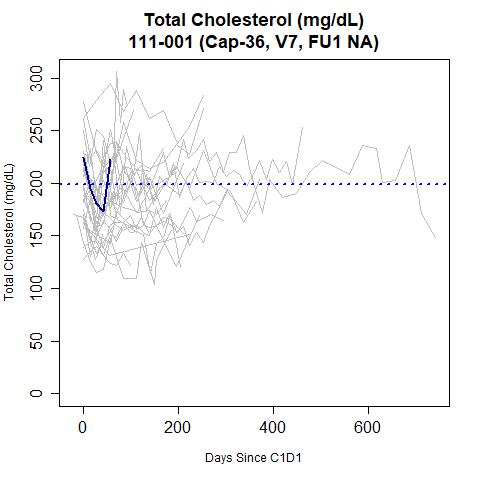 Total Cholesterol (mg/dL)
111-001 (Cap-36, V7, FU1 NA)
Total Cholesterol (mg/dL)
300
250
200
150
100
50
0
0
200
400
600
Days Since C1D1